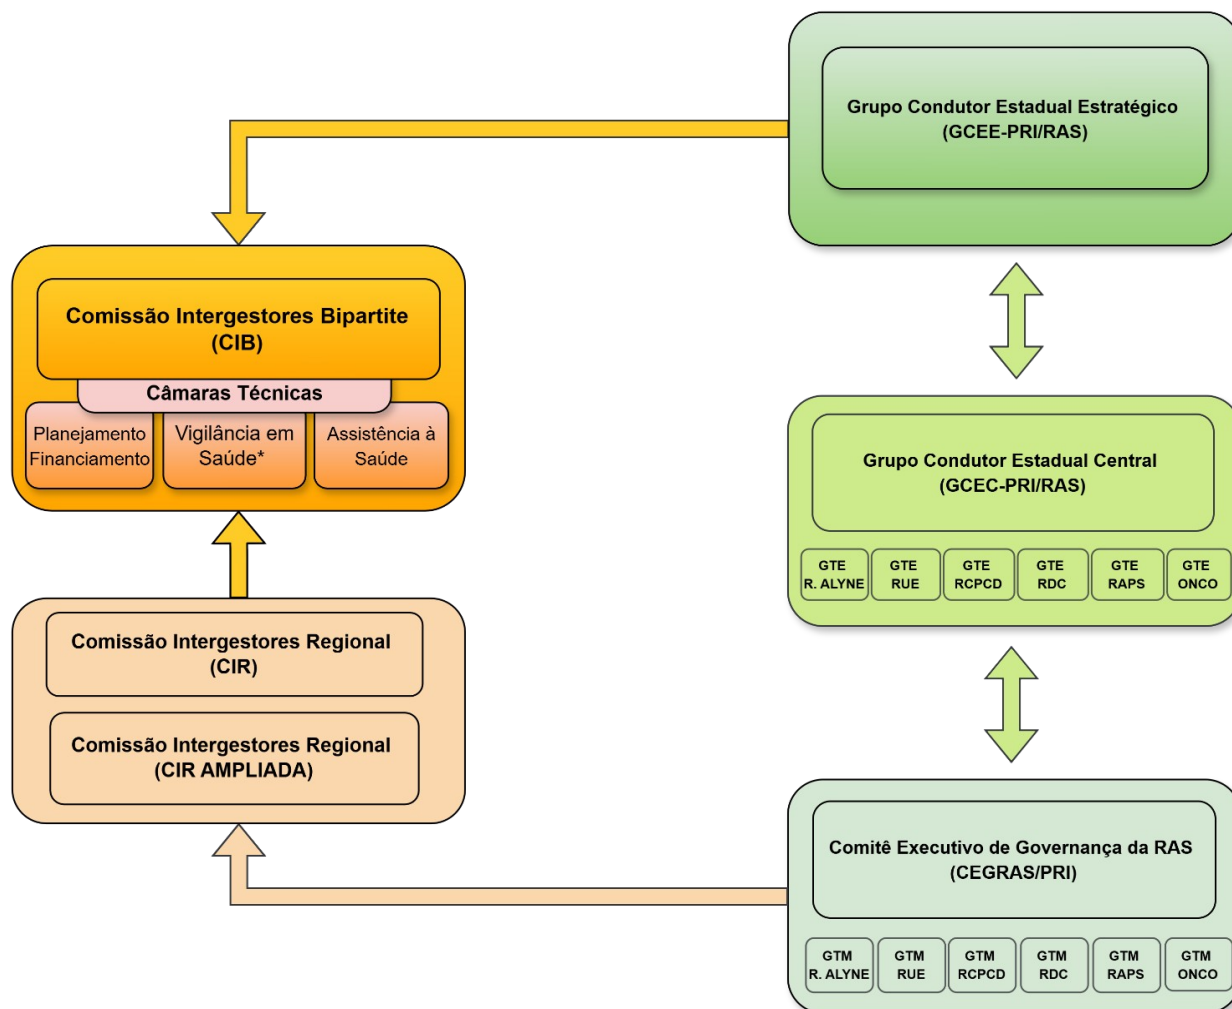 Grupo Condutor Estadual Estratégico
(GCEE-PRI/RAS)
Comissão Intergestores Bipartite
(CIB)
Câmaras Técnicas
Planejamento
Financiamento
Vigilância em
Saúde*
Assistência à
Saúde
Grupo Condutor Estadual Central
(GCEC-PRI/RAS)
GTE
R. ALYNE
GTE
RUE
GTE
RCPCD
GTE
RDC
GTE
RAPS
GTE
ONCO
Comissão Intergestores Regional
(CIR)
Comissão Intergestores Regional
(CIR AMPLIADA)
Comitê Executivo de Governança da RAS
(CEGRAS/PRI)
GTM
R. ALYNE
GTM
RUE
GTM
RCPCD
GTM
RDC
GTM
RAPS
GTM
ONCO